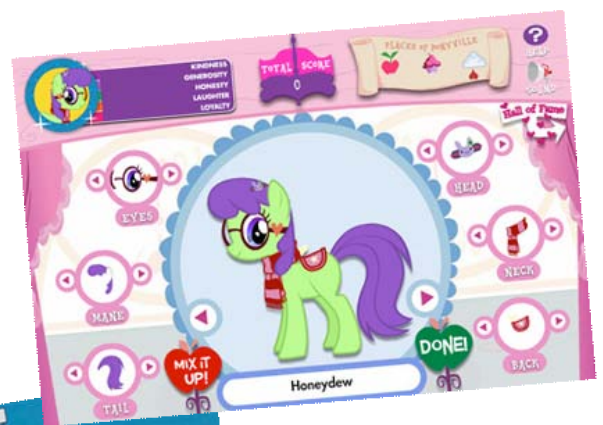 KINDNESS
GENEROSITY
HONESTY
LAUGHTER
LOYALTY
TOTAL SCORE
0
PLACES OF PONYVILLE
HELP
SOUND
Hall of Fame
EYES
HEAD
MANE
NECK
TAIL
BACK
MIX IT
UP!
DONE!
Honeydew